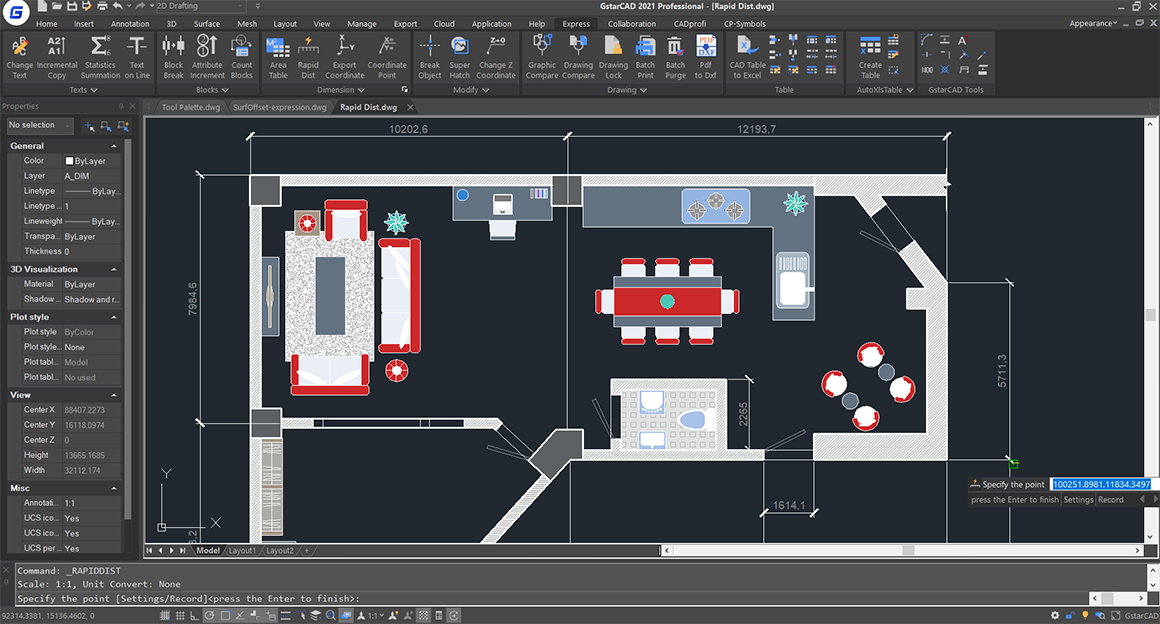 G
2D Drafting
GstarCAD 2021 Professional - [Rapid Dist.dwg]
Home Insert Annotation 3D Surface Mesh Layout View Manage Export Cloud Application Help Express Collaboration CADprofi CP-Symbols Appearance
Change Text
Incremental Copy
Statistics Summation
Text on Line
Block Break
Attribute Increment
Count Blocks
Area Table
Rapid Dist
Export Coordinate
Coordinate Point
Break Object
Super Hatch
Change Z Coordinate
Graphic Compare
Drawing Compare
Drawing Lock
Batch Print
Batch Purge
Pdf to Dxf
CAD Table to Excel
Create Table
Texts Blocks Dimension Modify Drawing Table AutoXlsTable GstarCAD Tools
Properties
Tool Palette.dwg SurfOffset-expression.dwg Rapid Dist.dwg
No selection
General
Color ByLayer
Layer A_DIM
Linetype ByLay...
Linetype ... 1
Lineweight ByLay...
Transpa... ByLayer
Thickness 0
3D Visualization
Material ByLayer
Shadow ... Shadow and r...
Plot style
Plot style ByColor
Plot style... None
Plot tabl... Model
Plot tabl... No used
View
Center X 88407.2273
Center Y 16118.0974
Center Z 0
Height 13665.1685
Width 32112.174
Misc
Annotati... 1:1
UCS ico... Yes
UCS ico... Yes
UCS per... Yes
10202,6
12193,7
7984,6
5711,3
2265
1614,1
Y
X
Specify the point 100251.8981,11834.3497
press the Enter to finish Settings Record
Model Layout1 Layout2 +
Command: _RAPIDDIST
Scale: 1:1, Unit Convert: None
Specify the point [Settings/Record]<press the Enter to finish>:
92314.3381, 15136.4602, 0
1:1
GstarCAD